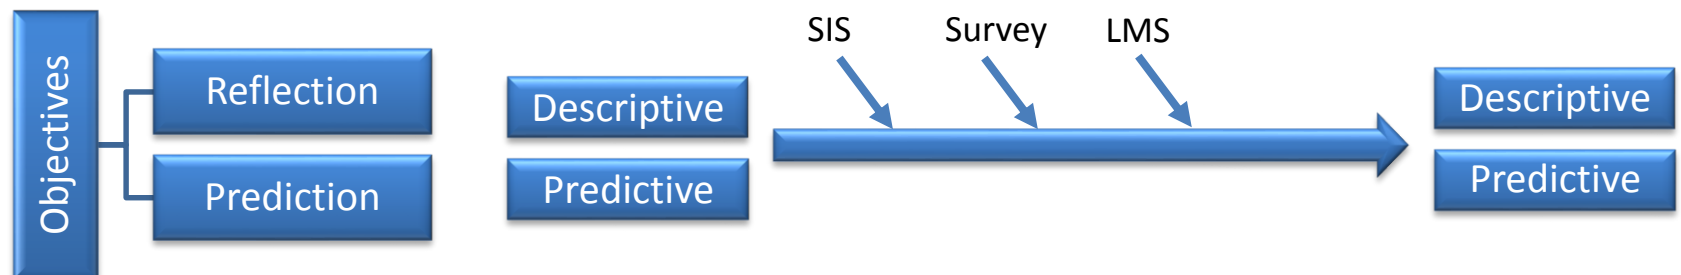 Objectives
Reflection
Prediction
Descriptive
Predictive
SIS
Survey
LMS
Descriptive
Predictive